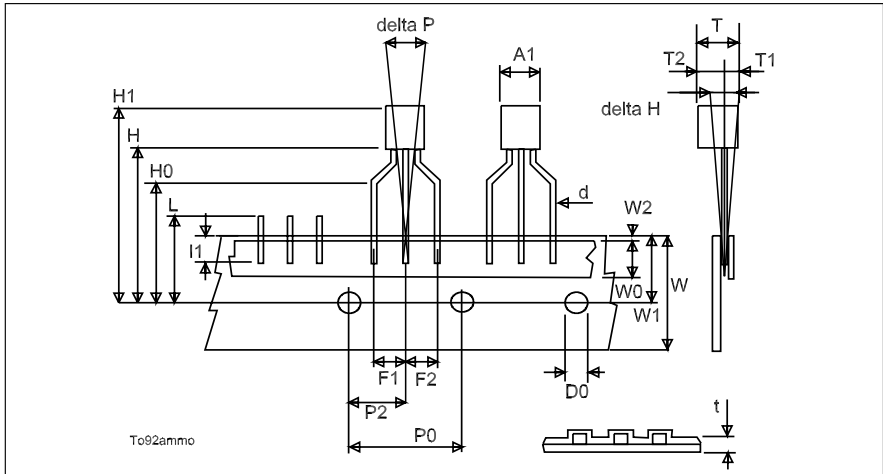 delta P
T
A1
T2
T1
H1
delta H
H
H0
d
L
W2
I1
W0
W
W1
F1
F2
D0
P2
t
P0
To92ammo